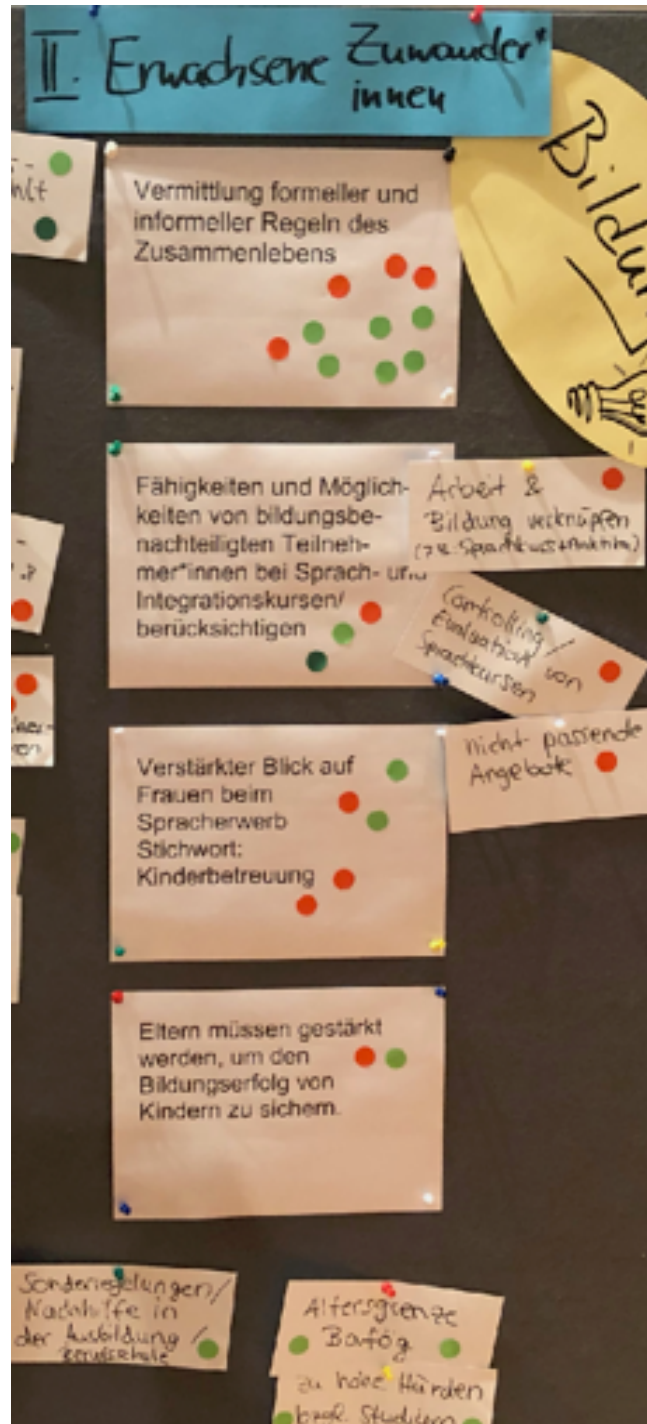 II. Erwachsene Zuwander*
innen
Bildun
Vermittlung formeller und
informeller Regeln des
Zusammenlebens
Fähigkeiten und Möglich-
keiten von bildungsbe-
nachteiligten Teilneh-
mer*innen bei Sprach- und
Integrationskursen/
berücksichtigen
Arbeit &
Bildung verknüpfen
Controlling/
Evaluation von
Sprachkursen
nicht passende
Angebote
Verstärkter Blick auf
Frauen beim
Spracherwerb
Stichwort:
Kinderbetreuung
Eltern müssen gestärkt
werden, um den
Bildungserfolg von
Kindern zu sichern.
Sonderregelungen/
Nachhilfe in
der Ausbildung/
Berufsschule
Altersgrenze
Bafög
zu hohe Hürden
bzgl. Studium